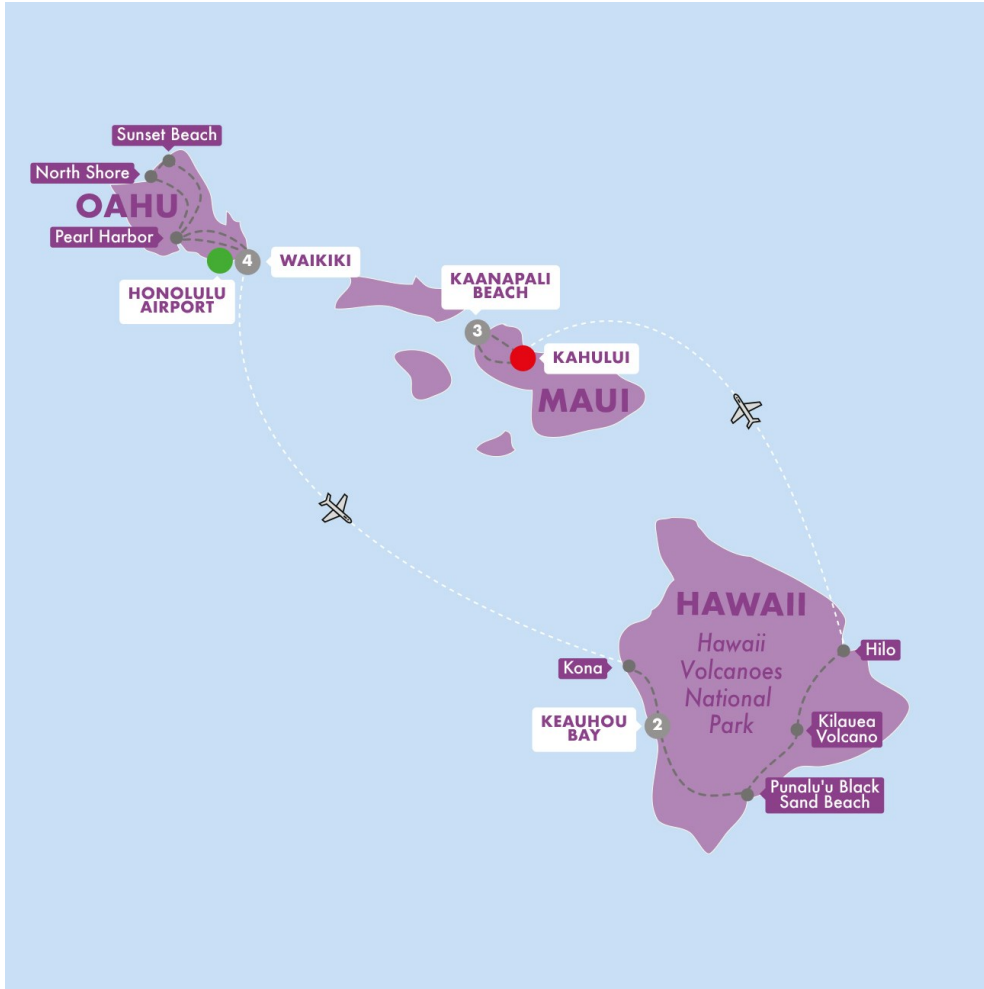 Sunset Beach
North Shore
OAHU
Pearl Harbor
4
WAIKIKI
HONOLULU
AIRPORT
KAANAPALI
BEACH
3
KAHULUI
MAUI
HAWAII
Hawaii
Volcanoes
National
Park
Hilo
Kona
KEAUHOU
BAY
2
Kilauea
Volcano
Punalu'u Black
Sand Beach